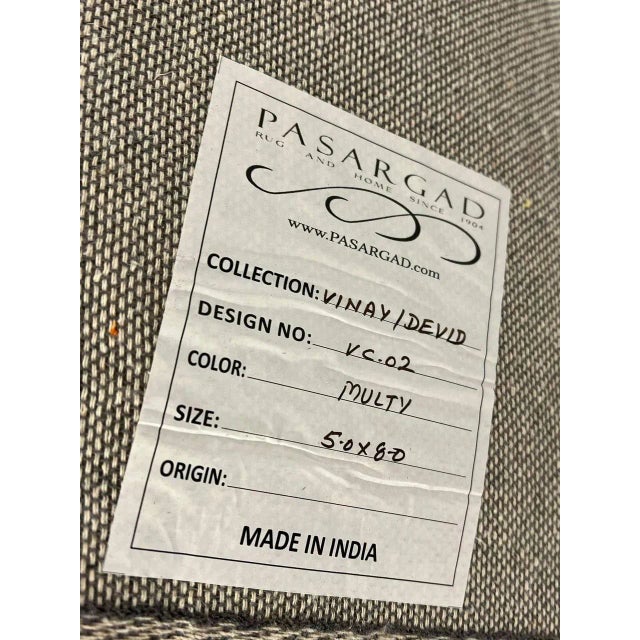 PASARGAD
RUG AND HOME SINCE 1904
www.PASARGAD.com
COLLECTION: VINAY/DEVID
DESIGN NO: VC.02
COLOR: MULTY
SIZE: 5.0x8.0
ORIGIN:
MADE IN INDIA